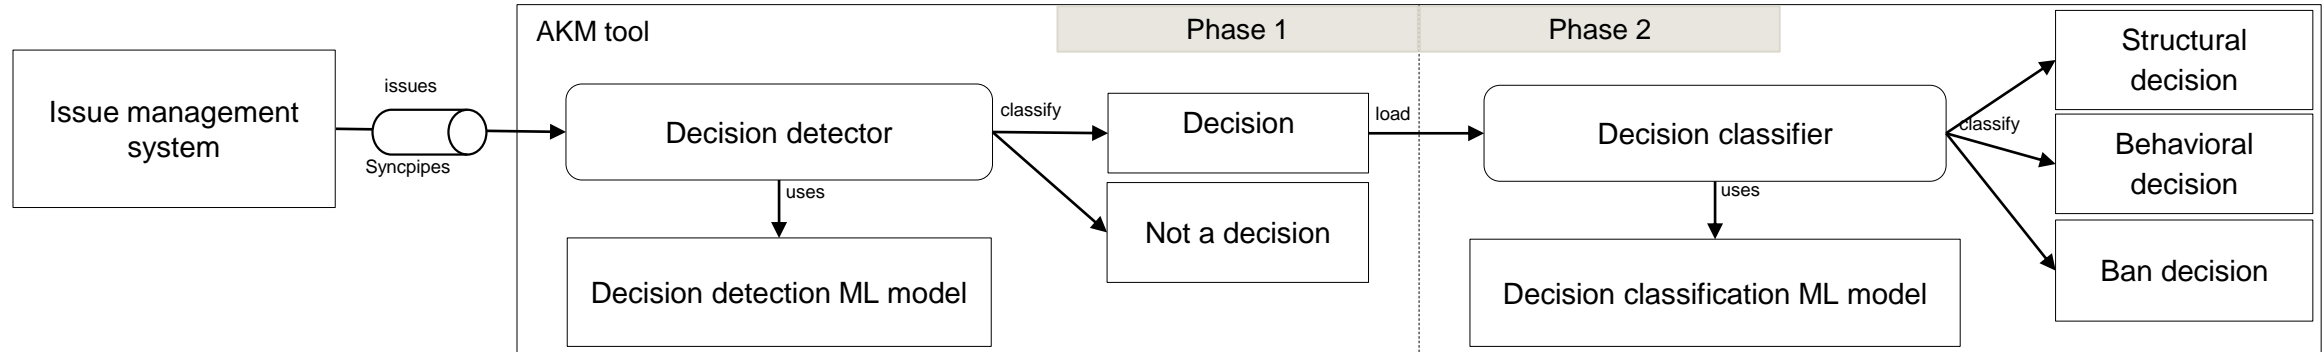 AKM tool
Phase 1
Phase 2
Issue management
system
issues
Syncpipes
Decision detector
uses
Decision detection ML model
classify
Decision
Not a decision
load
Decision classifier
uses
Decision classification ML model
classify
Structural
decision
Behavioral
decision
Ban decision